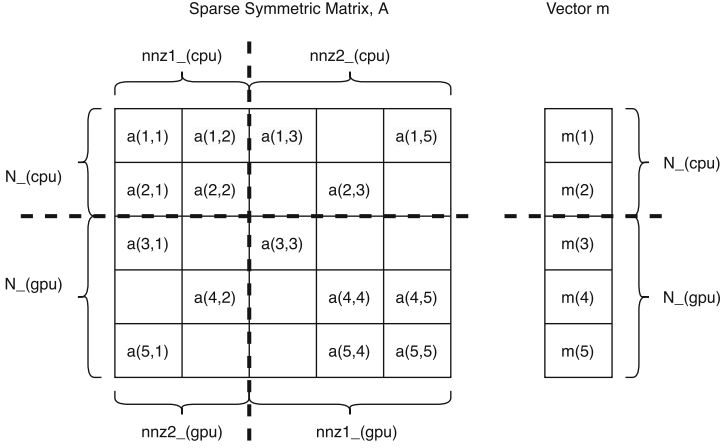 Sparse Symmetric Matrix, A
Vector m
nnz1_(cpu)
nnz2_(cpu)
N_(cpu)
a(1,1) a(1,2) a(1,3) a(1,5)
a(2,1) a(2,2) a(2,3)
m(1)
m(2)
N_(cpu)
N_(gpu)
a(3,1) a(3,3)
a(4,2) a(4,4) a(4,5)
a(5,1) a(5,4) a(5,5)
m(3)
m(4)
m(5)
N_(gpu)
nnz2_(gpu)
nnz1_(gpu)